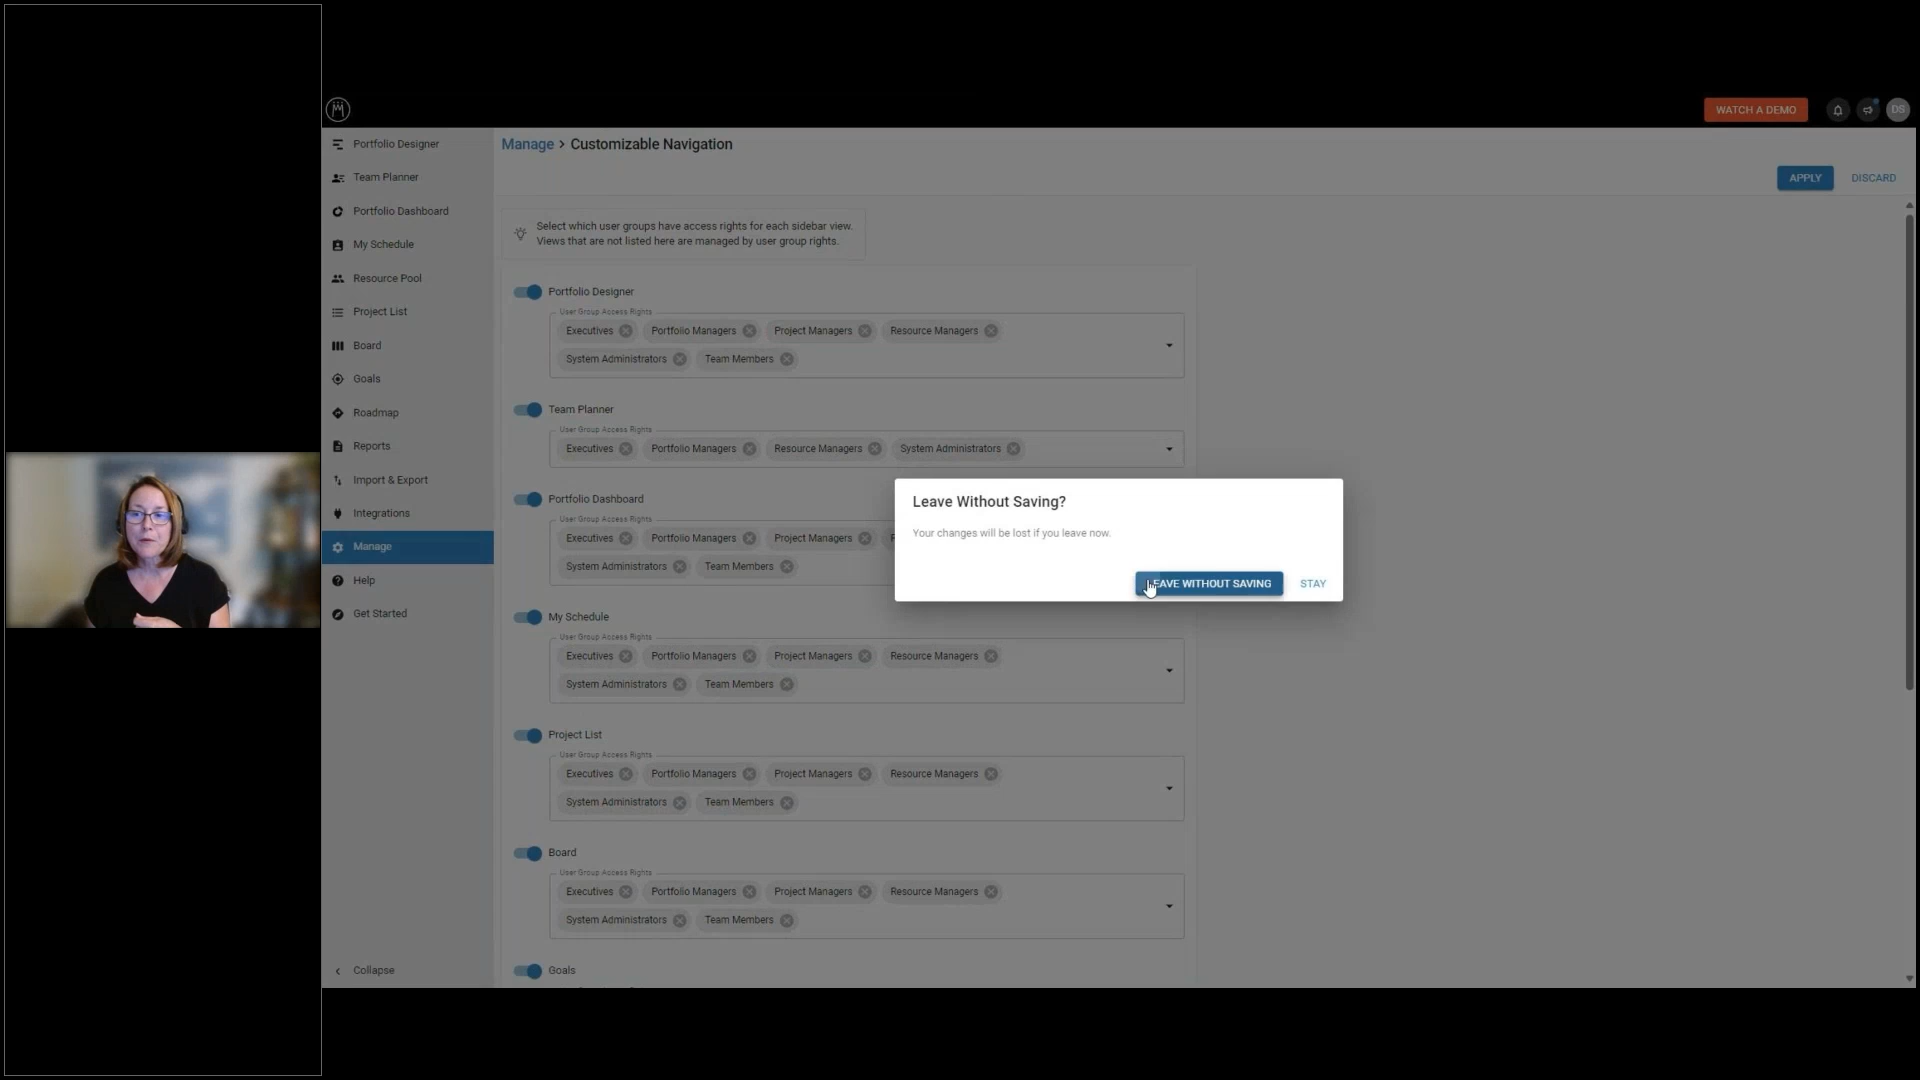 WATCH A DEMO
DS
Portfolio Designer
Team Planner
Portfolio Dashboard
My Schedule
Resource Pool
Project List
Board
Goals
Roadmap
Reports
Import & Export
Integrations
Manage
Help
Get Started
Collapse
Manage > Customizable Navigation
APPLY DISCARD
Select which user groups have access rights for each sidebar view.
Views that are not listed here are managed by user group rights.
Portfolio Designer
User Group Access Rights
Executives Portfolio Managers Project Managers Resource Managers
System Administrators Team Members
Team Planner
User Group Access Rights
Executives Portfolio Managers Resource Managers System Administrators
Portfolio Dashboard
User Group Access Rights
Executives Portfolio Managers Project Managers
System Administrators Team Members
My Schedule
User Group Access Rights
Executives Portfolio Managers Project Managers Resource Managers
System Administrators Team Members
Project List
User Group Access Rights
Executives Portfolio Managers Project Managers Resource Managers
System Administrators Team Members
Board
User Group Access Rights
Executives Portfolio Managers Project Managers Resource Managers
System Administrators Team Members
Goals
Leave Without Saving?
Your changes will be lost if you leave now.
LEAVE WITHOUT SAVING STAY